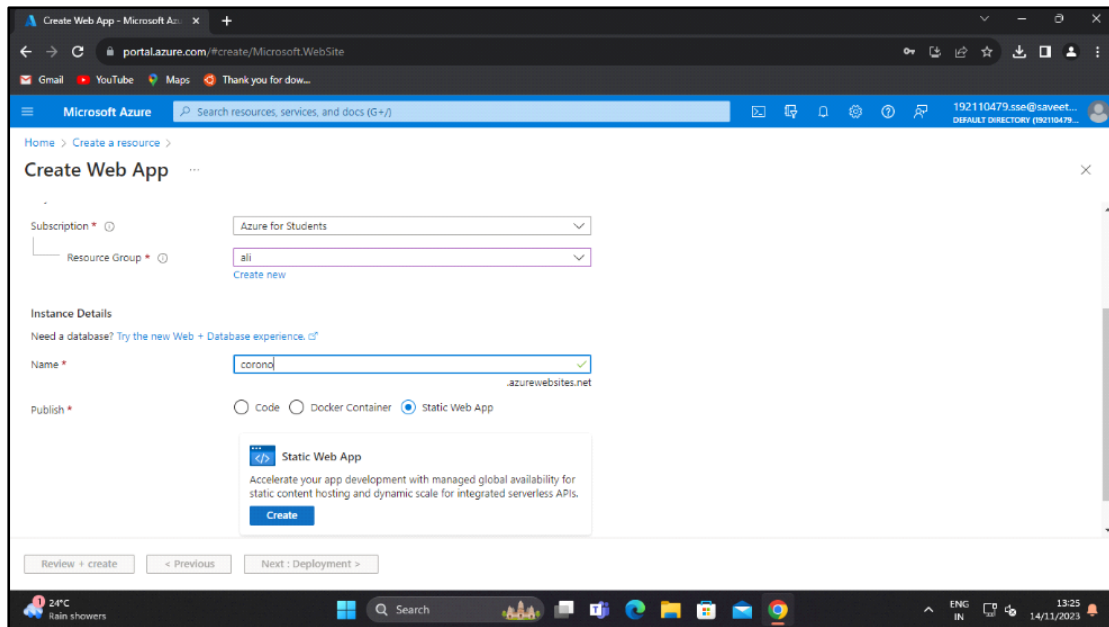 Create Web App - Microsoft Azu
portal.azure.com/#create/Microsoft.WebSite
Gmail YouTube Maps Thank you for dow...
Microsoft Azure Search resources, services, and docs (G+/) 192110479.sse@saveet...
DEFAULT DIRECTORY (192110479...
Home > Create a resource >
Create Web App ...
Subscription * Azure for Students
Resource Group * ali
Create new
Instance Details
Need a database? Try the new Web + Database experience.
Name * corono
.azurewebsites.net
Publish * Code Docker Container Static Web App
Static Web App
Accelerate your app development with managed global availability for
static content hosting and dynamic scale for integrated serverless APIs.
Create
Review + create < Previous Next : Deployment >
1 24°C Search ENG 13:25
Rain showers IN 14/11/2023